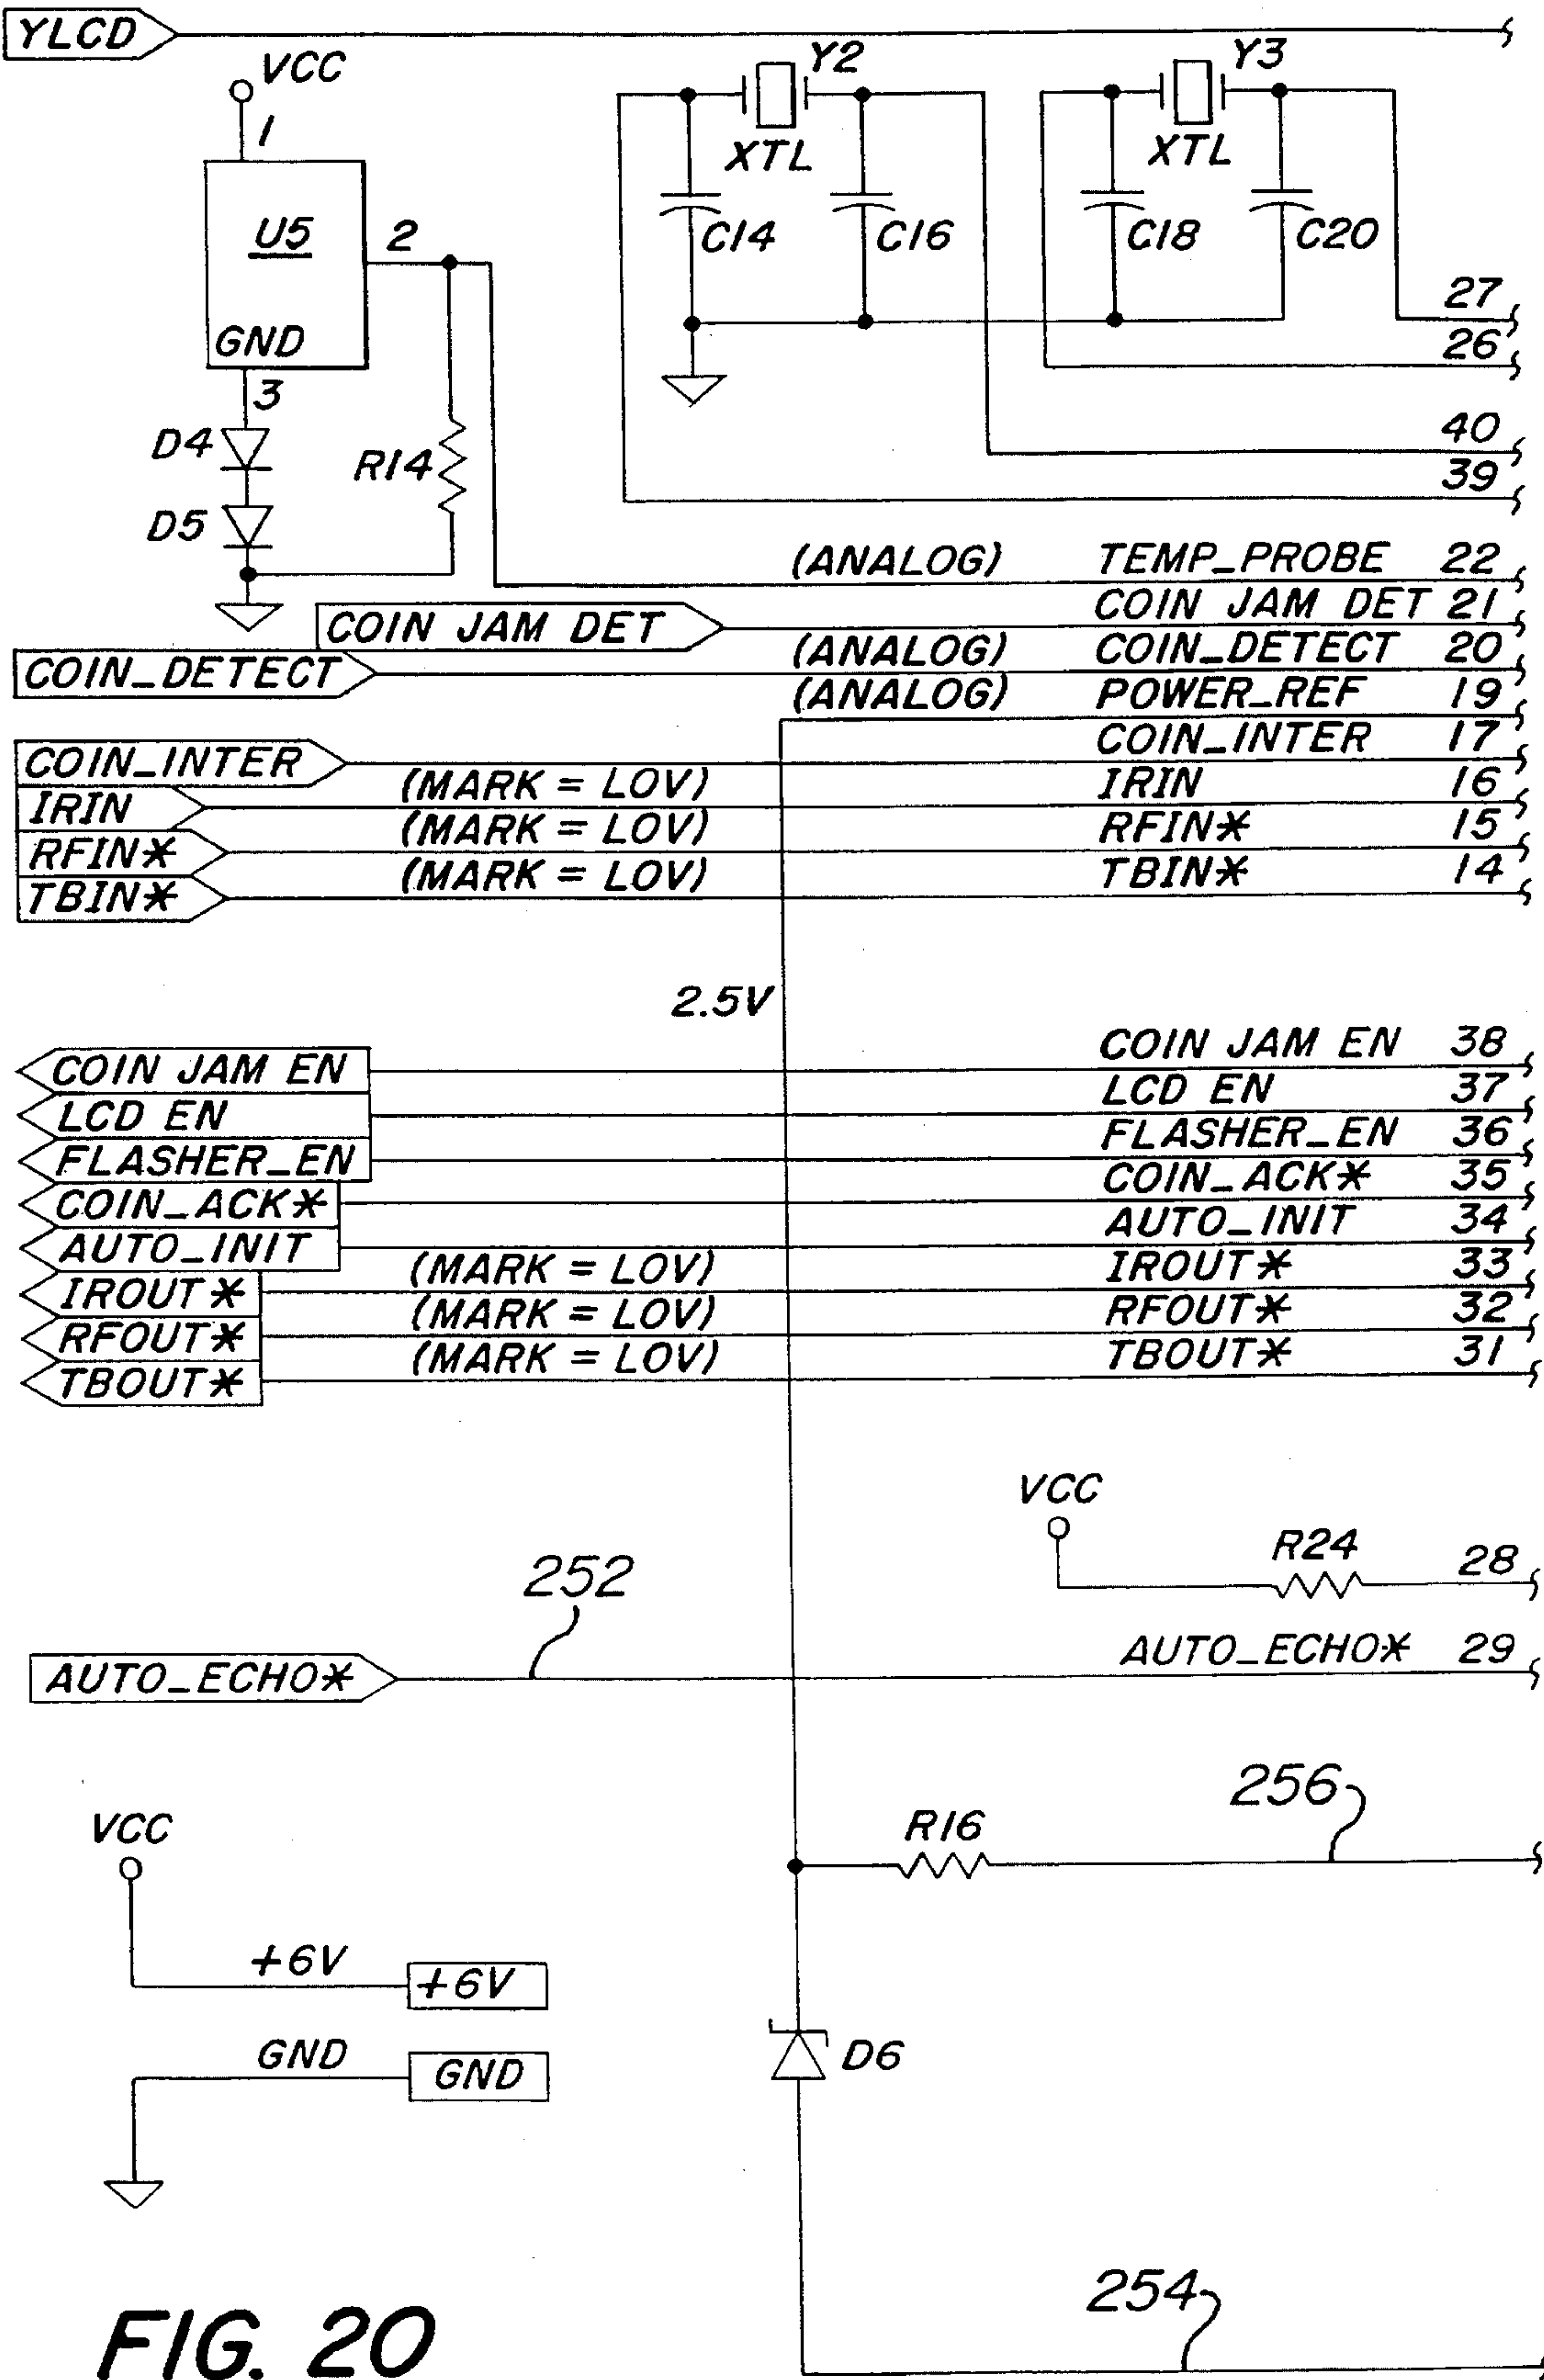 YLCD
VCC
1
U5
2
GND
3
D4
D5
R14
Y2
XTL
C14
C16
Y3
XTL
C18
C20
27
26
40
39
(ANALOG) TEMP_PROBE 22
COIN JAM DET COIN JAM DET 21
COIN_DETECT (ANALOG) COIN_DETECT 20
(ANALOG) POWER_REF 19
COIN_INTER COIN_INTER 17
IRIN (MARK = LOV) IRIN 16
RFIN* (MARK = LOV) RFIN* 15
TBIN* (MARK = LOV) TBIN* 14
2.5V
COIN JAM EN COIN JAM EN 38
LCD EN LCD EN 37
FLASHER_EN FLASHER_EN 36
COIN_ACK* COIN_ACK* 35
AUTO_INIT AUTO_INIT 34
IROUT* (MARK = LOV) IROUT* 33
RFOUT* (MARK = LOV) RFOUT* 32
TBOUT* (MARK = LOV) TBOUT* 31
VCC
R24 28
252
AUTO_ECHO* AUTO_ECHO* 29
256
R16
VCC
+6V +6V
GND GND
D6
254
FIG. 20